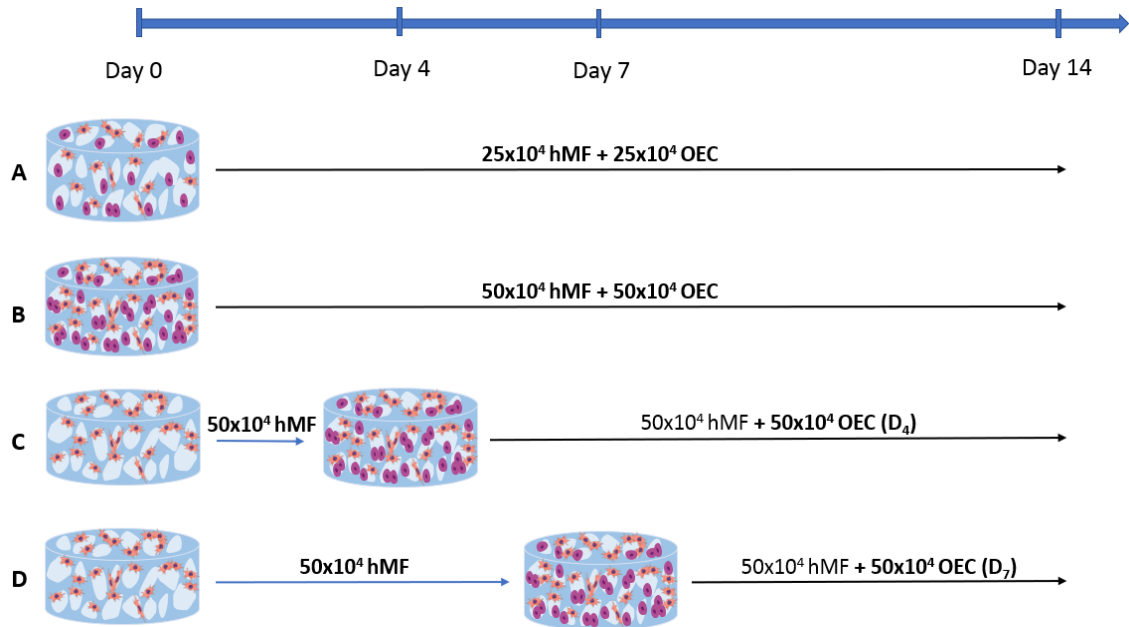 Day 0
Day 4
Day 7
Day 14
A
25x10⁴ hMF + 25x10⁴ OEC
B
50x10⁴ hMF + 50x10⁴ OEC
C
50x10⁴ hMF
50x10⁴ hMF + 50x10⁴ OEC (D₄)
D
50x10⁴ hMF
50x10⁴ hMF + 50x10⁴ OEC (D₇)